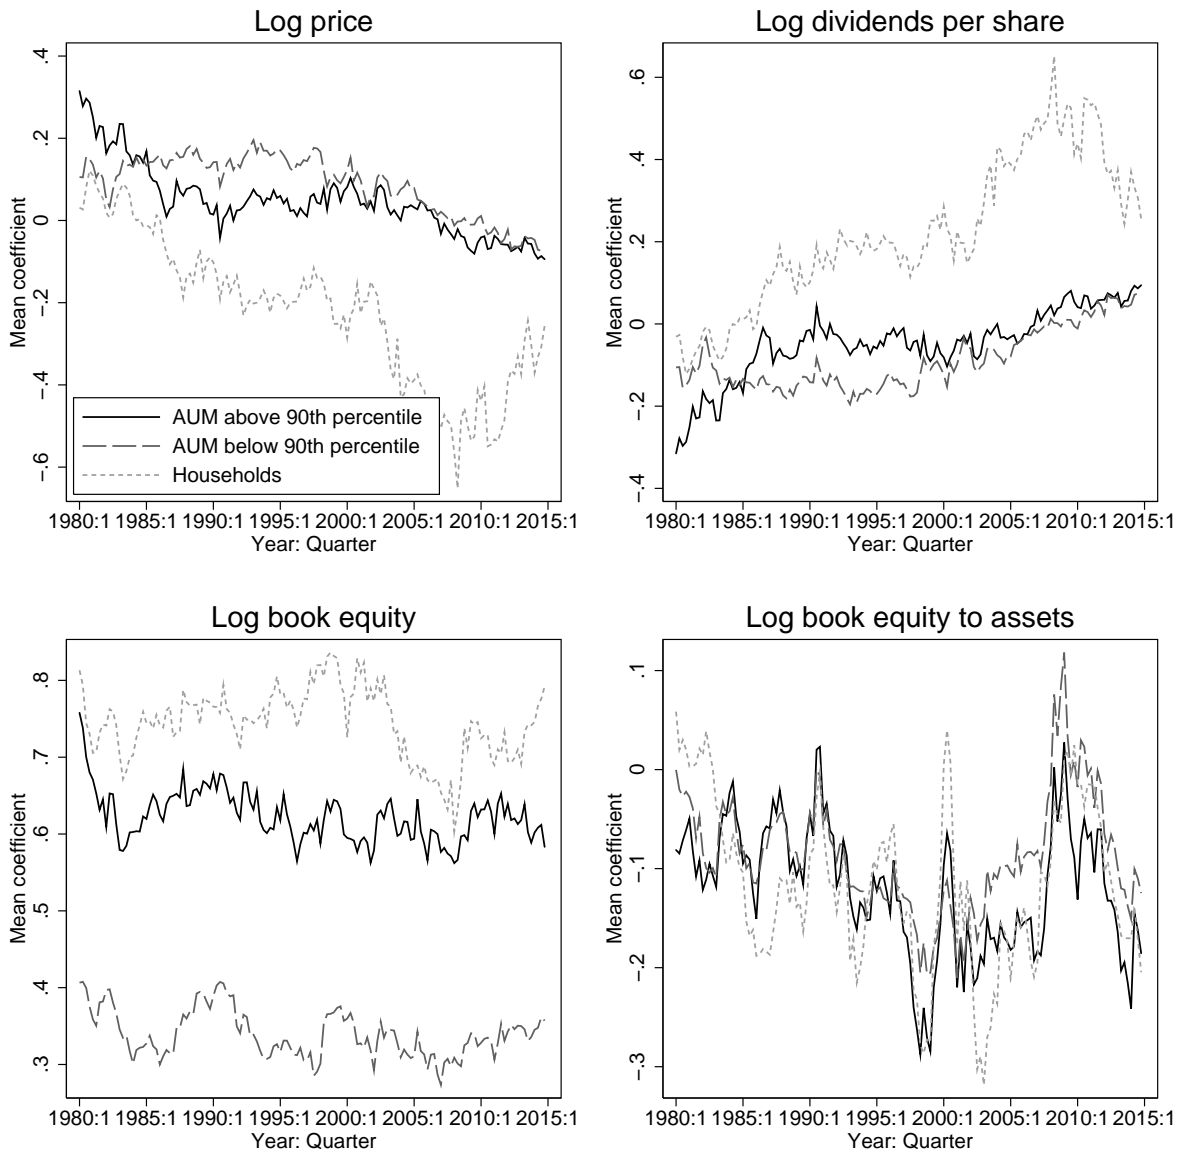 Log price
Mean coefficient
.4
.2
0
−.2
−.4
−.6
AUM above 90th percentile
AUM below 90th percentile
Households
1980:1 1985:1 1990:1 1995:1 2000:1 2005:1 2010:1 2015:1
Year: Quarter
Log dividends per share
Mean coefficient
.6
.4
.2
0
−.2
−.4
1980:1 1985:1 1990:1 1995:1 2000:1 2005:1 2010:1 2015:1
Year: Quarter
Log book equity
Mean coefficient
.8
.7
.6
.5
.4
.3
1980:1 1985:1 1990:1 1995:1 2000:1 2005:1 2010:1 2015:1
Year: Quarter
Log book equity to assets
Mean coefficient
.1
0
−.1
−.2
−.3
1980:1 1985:1 1990:1 1995:1 2000:1 2005:1 2010:1 2015:1
Year: Quarter